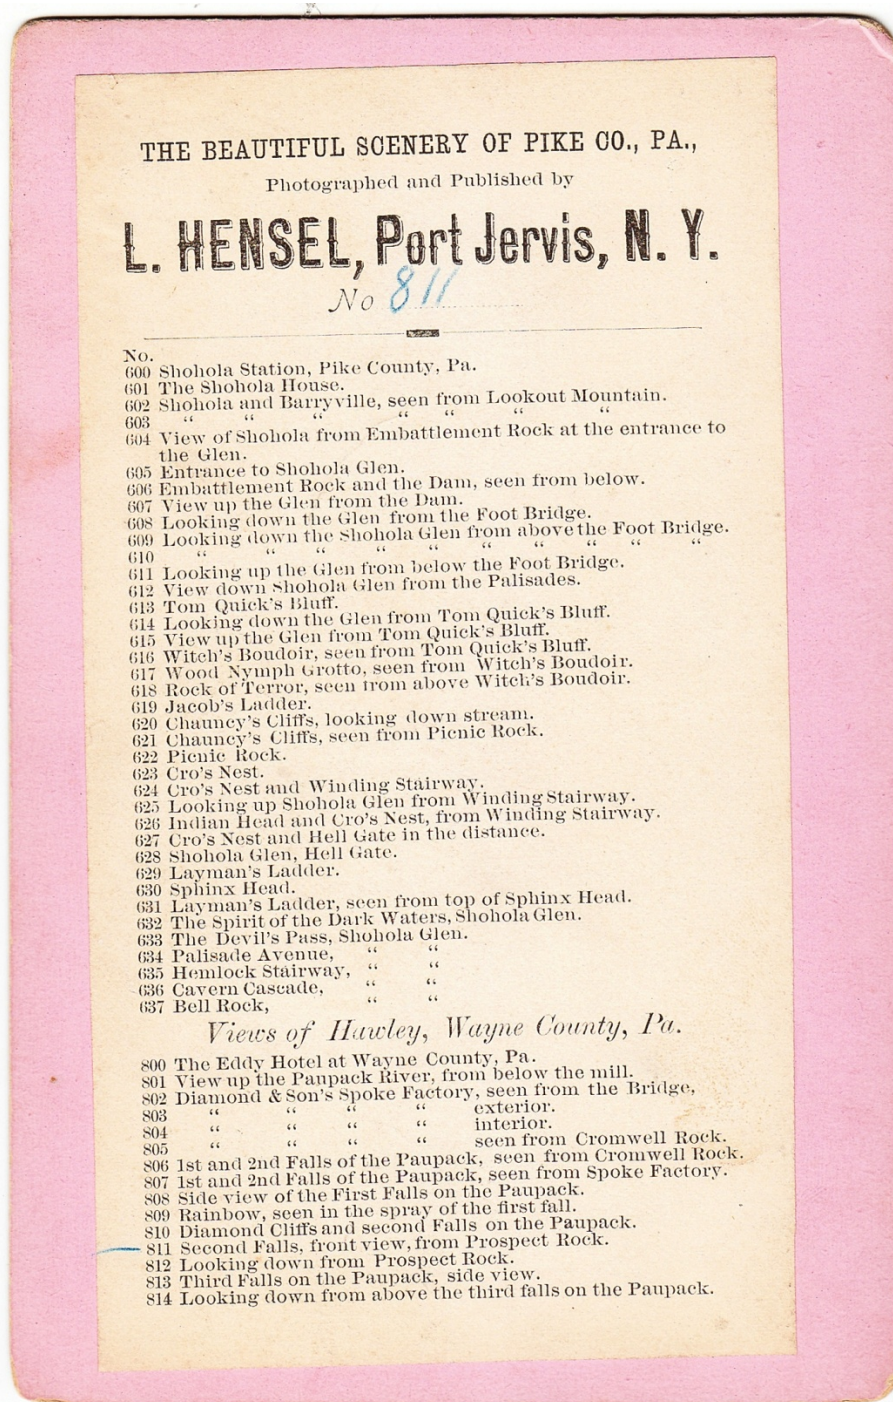 THE BEAUTIFUL SCENERY OF PIKE CO., PA.,
Photographed and Published by
L. HENSEL, Port Jervis, N. Y.
No 811
No.
600 Shohola Station, Pike County, Pa.
601 The Shohola House.
602 Shohola and Barryville, seen from Lookout Mountain.
603 “ “ “ “ “ “ “
604 View of Shohola from Embattlement Rock at the entrance to
the Glen.
605 Entrance to Shohola Glen.
606 Embattlement Rock and the Dam, seen from below.
607 View up the Glen from the Dam.
608 Looking down the Glen from the Foot Bridge.
609 Looking down the Shohola Glen from above the Foot Bridge.
610 “ “ “ “ “ “ “ “ “ “
611 Looking up the Glen from below the Foot Bridge.
612 View down Shohola Glen from the Palisades.
613 Tom Quick's Bluff.
614 Looking down the Glen from Tom Quick's Bluff.
615 View up the Glen from Tom Quick's Bluff.
616 Witch's Boudoir, seen from Tom Quick's Bluff.
617 Wood Nymph Grotto, seen from Witch's Boudoir.
618 Rock of Terror, seen from above Witch's Boudoir.
619 Jacob's Ladder.
620 Chauncy's Cliffs, looking down stream.
621 Chauncy's Cliffs, seen from Picnic Rock.
622 Picnic Rock.
623 Cro's Nest.
624 Cro's Nest and Winding Stairway.
625 Looking up Shohola Glen from Winding Stairway.
626 Indian Head and Cro's Nest, from Winding Stairway.
627 Cro's Nest and Hell Gate in the distance.
628 Shohola Glen, Hell Gate.
629 Layman's Ladder.
630 Sphinx Head.
631 Layman's Ladder, seen from top of Sphinx Head.
632 The Spirit of the Dark Waters, Shohola Glen.
633 The Devil's Pass, Shohola Glen.
634 Palisade Avenue, “ “
635 Hemlock Stairway, “ “
636 Cavern Cascade, “ “
637 Bell Rock, “ “
Views of Hawley, Wayne County, Pa.
800 The Eddy Hotel at Wayne County, Pa.
801 View up the Paupack River, from below the mill.
802 Diamond & Son's Spoke Factory, seen from the Bridge,
803 “ “ “ “ exterior.
804 “ “ “ “ interior.
805 “ “ “ “ seen from Cromwell Rock.
806 1st and 2nd Falls of the Paupack, seen from Cromwell Rock.
807 1st and 2nd Falls of the Paupack, seen from Spoke Factory.
808 Side view of the First Falls on the Paupack.
809 Rainbow, seen in the spray of the first fall.
810 Diamond Cliffs and second Falls on the Paupack.
811 Second Falls, front view, from Prospect Rock.
812 Looking down from Prospect Rock.
813 Third Falls on the Paupack, side view.
814 Looking down from above the third falls on the Paupack.